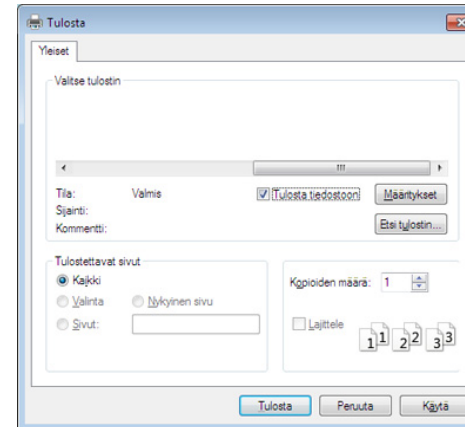 Tulosta
Yleiset
Valitse tulostin
Tila: Valmis
Tulosta tiedostoon
Määritykset
Sijainti:
Kommentti:
Etsi tulostin...
Tulostettavat sivut
Kaikki
Valinta Nykyinen sivu
Sivut:
Kopioiden määrä: 1
Lajittele
1 1 2 2 3 3
Tulosta Peruuta Käytä